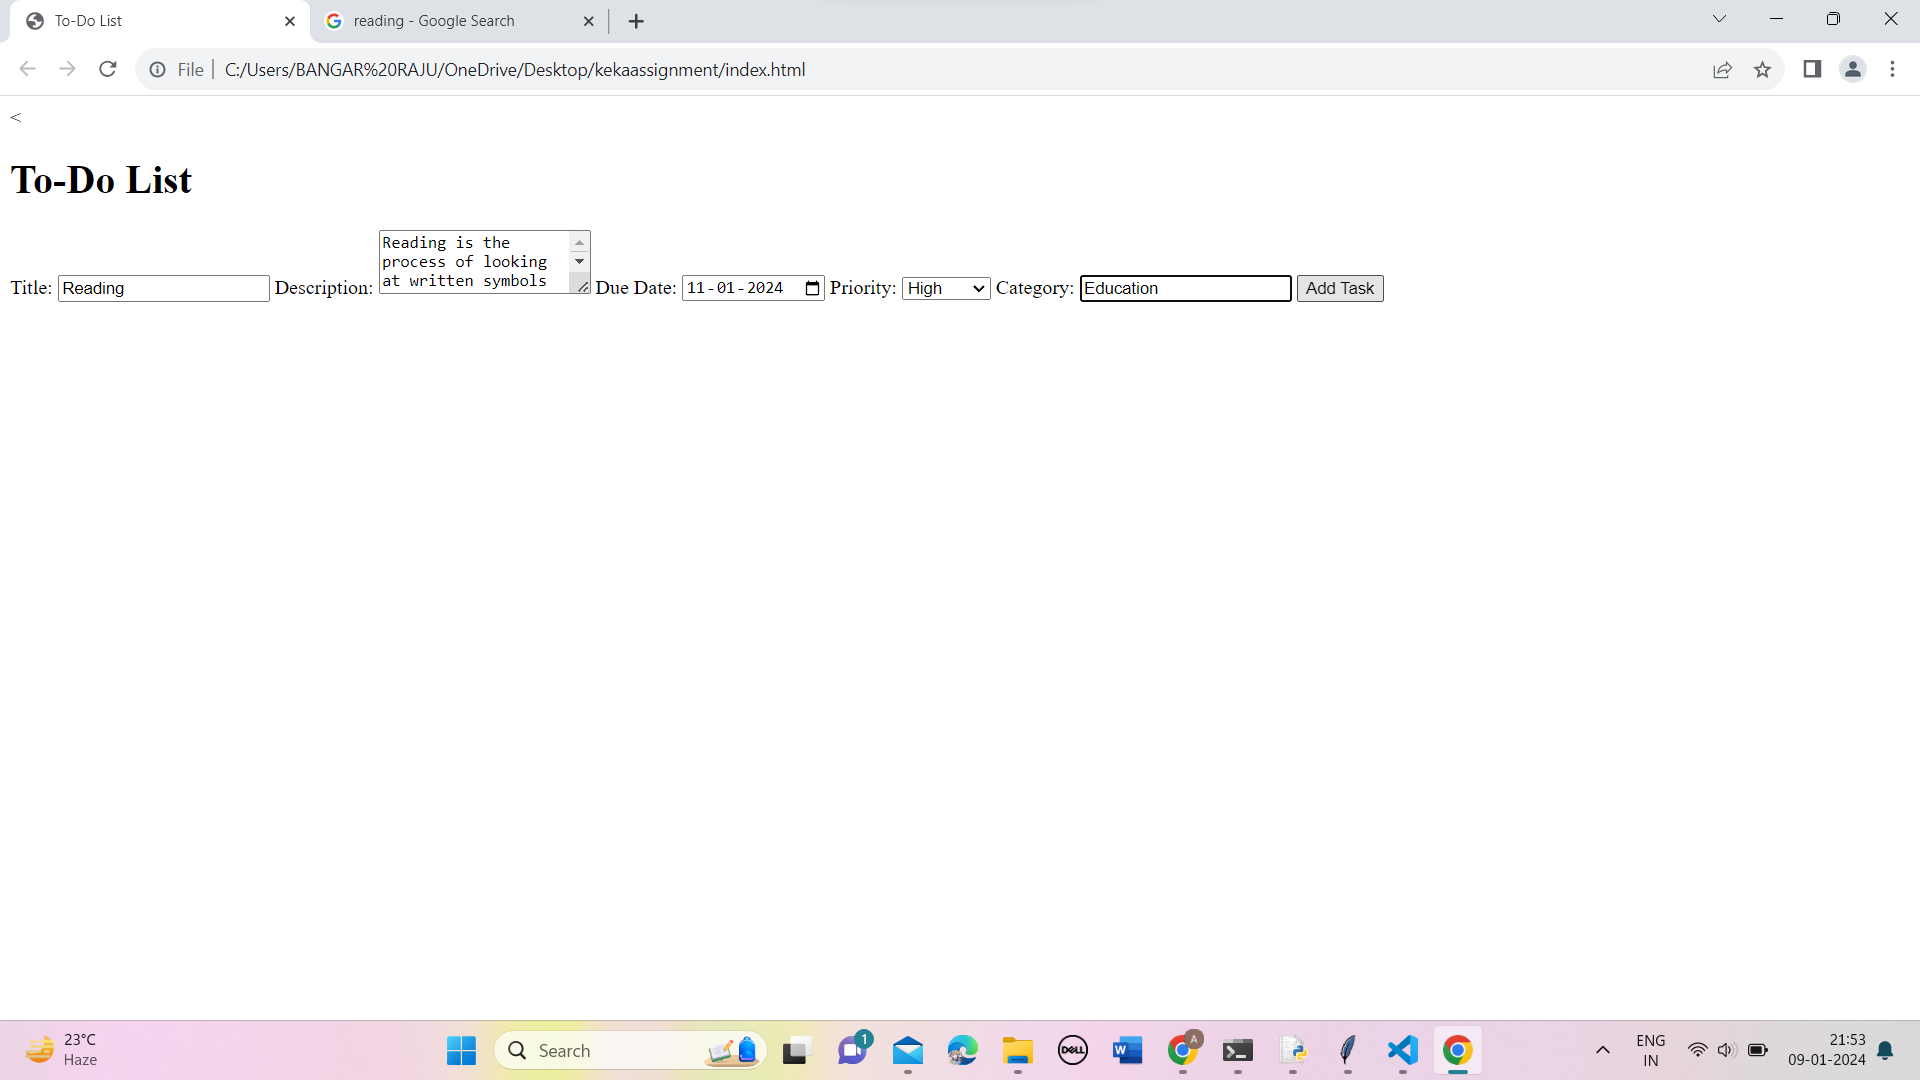 To-Do List
reading - Google Search
File
C:/Users/BANGAR%20RAJU/OneDrive/Desktop/kekaassignment/index.html
<
To-Do List
Title: Reading Description: Reading is the
process of looking
at written symbols
Due Date: 11-01-2024 Priority: High Category: Education Add Task
23°C
Haze
Search
1
DELL
W
A
ENG
IN
21:53
09-01-2024